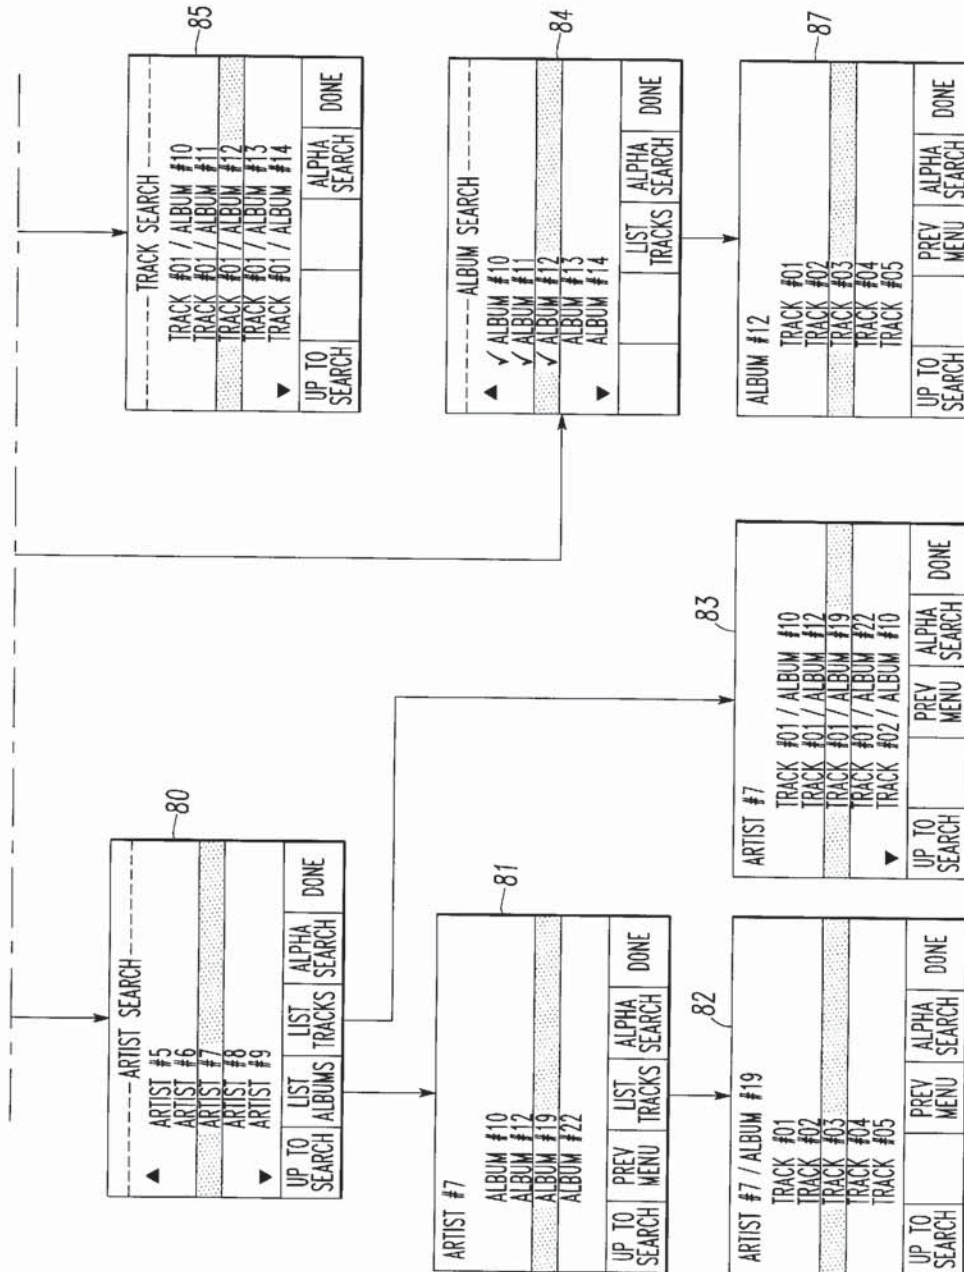 85
TRACK SEARCH
TRACK #01 / ALBUM #10
TRACK #01 / ALBUM #11
TRACK #01 / ALBUM #12
TRACK #01 / ALBUM #13
▼ TRACK #01 / ALBUM #14
UP TO SEARCH
ALPHA SEARCH
DONE
84
ALBUM SEARCH
▲ ✓ ALBUM #10
✓ ALBUM #11
✓ ALBUM #12
ALBUM #13
▼ ALBUM #14
LIST TRACKS
ALPHA SEARCH
DONE
87
ALBUM #12
TRACK #01
TRACK #02
TRACK #03
TRACK #04
TRACK #05
UP TO SEARCH
PREV MENU
ALPHA SEARCH
DONE
80
ARTIST SEARCH
▲ ARTIST #5
ARTIST #6
ARTIST #7
ARTIST #8
▼ ARTIST #9
UP TO SEARCH
LIST ALBUMS
LIST TRACKS
ALPHA SEARCH
DONE
81
ARTIST #7
ALBUM #10
ALBUM #12
ALBUM #19
ALBUM #22
UP TO SEARCH
PREV MENU
LIST TRACKS
ALPHA SEARCH
DONE
83
ARTIST #7
TRACK #01 / ALBUM #10
TRACK #01 / ALBUM #12
TRACK #01 / ALBUM #19
TRACK #01 / ALBUM #22
▼ TRACK #02 / ALBUM #10
UP TO SEARCH
PREV MENU
ALPHA SEARCH
DONE
82
ARTIST #7 / ALBUM #19
TRACK #01
TRACK #02
TRACK #03
TRACK #04
TRACK #05
UP TO SEARCH
PREV MENU
ALPHA SEARCH
DONE